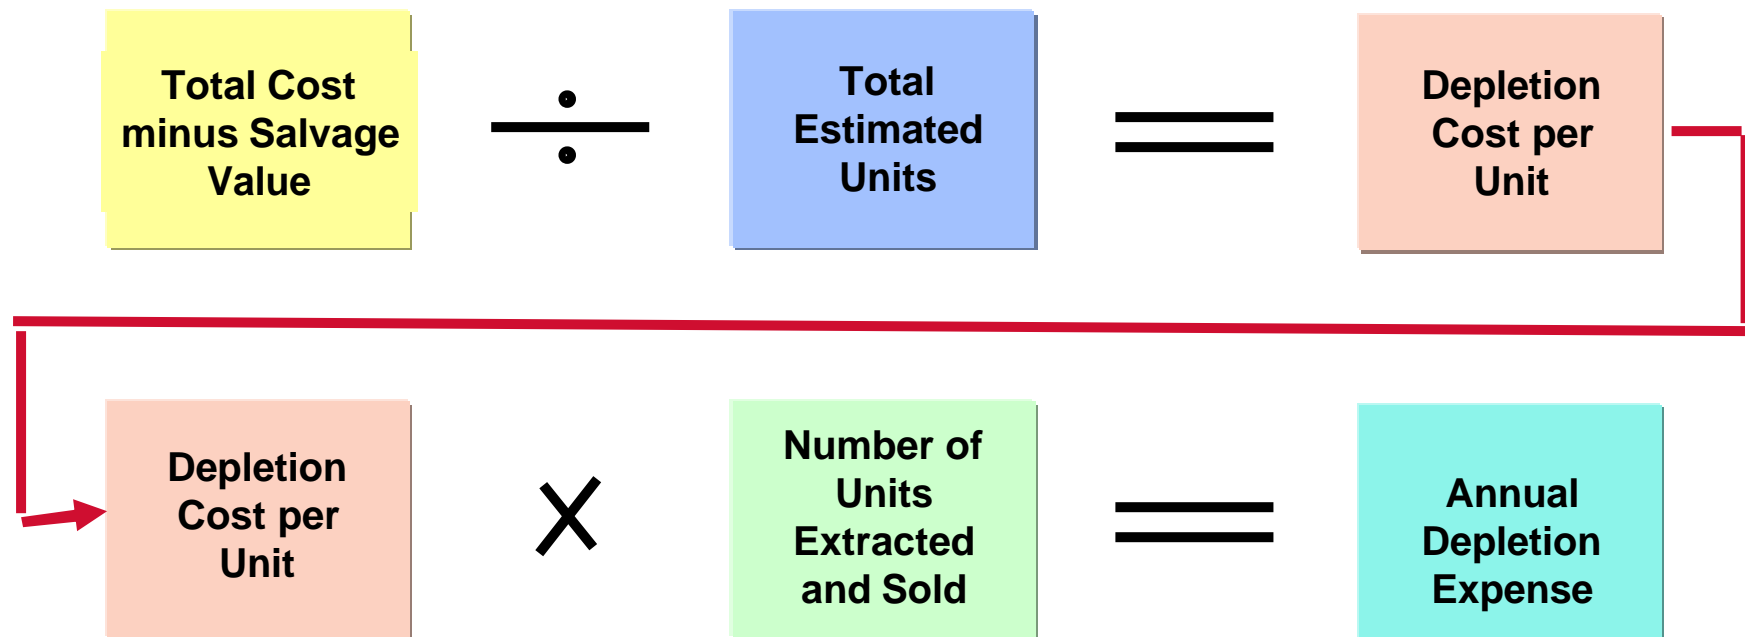 Total Cost
minus Salvage
Value
÷
Total
Estimated
Units
=
Depletion
Cost per
Unit
Depletion
Cost per
Unit
×
Number of
Units
Extracted
and Sold
=
Annual
Depletion
Expense